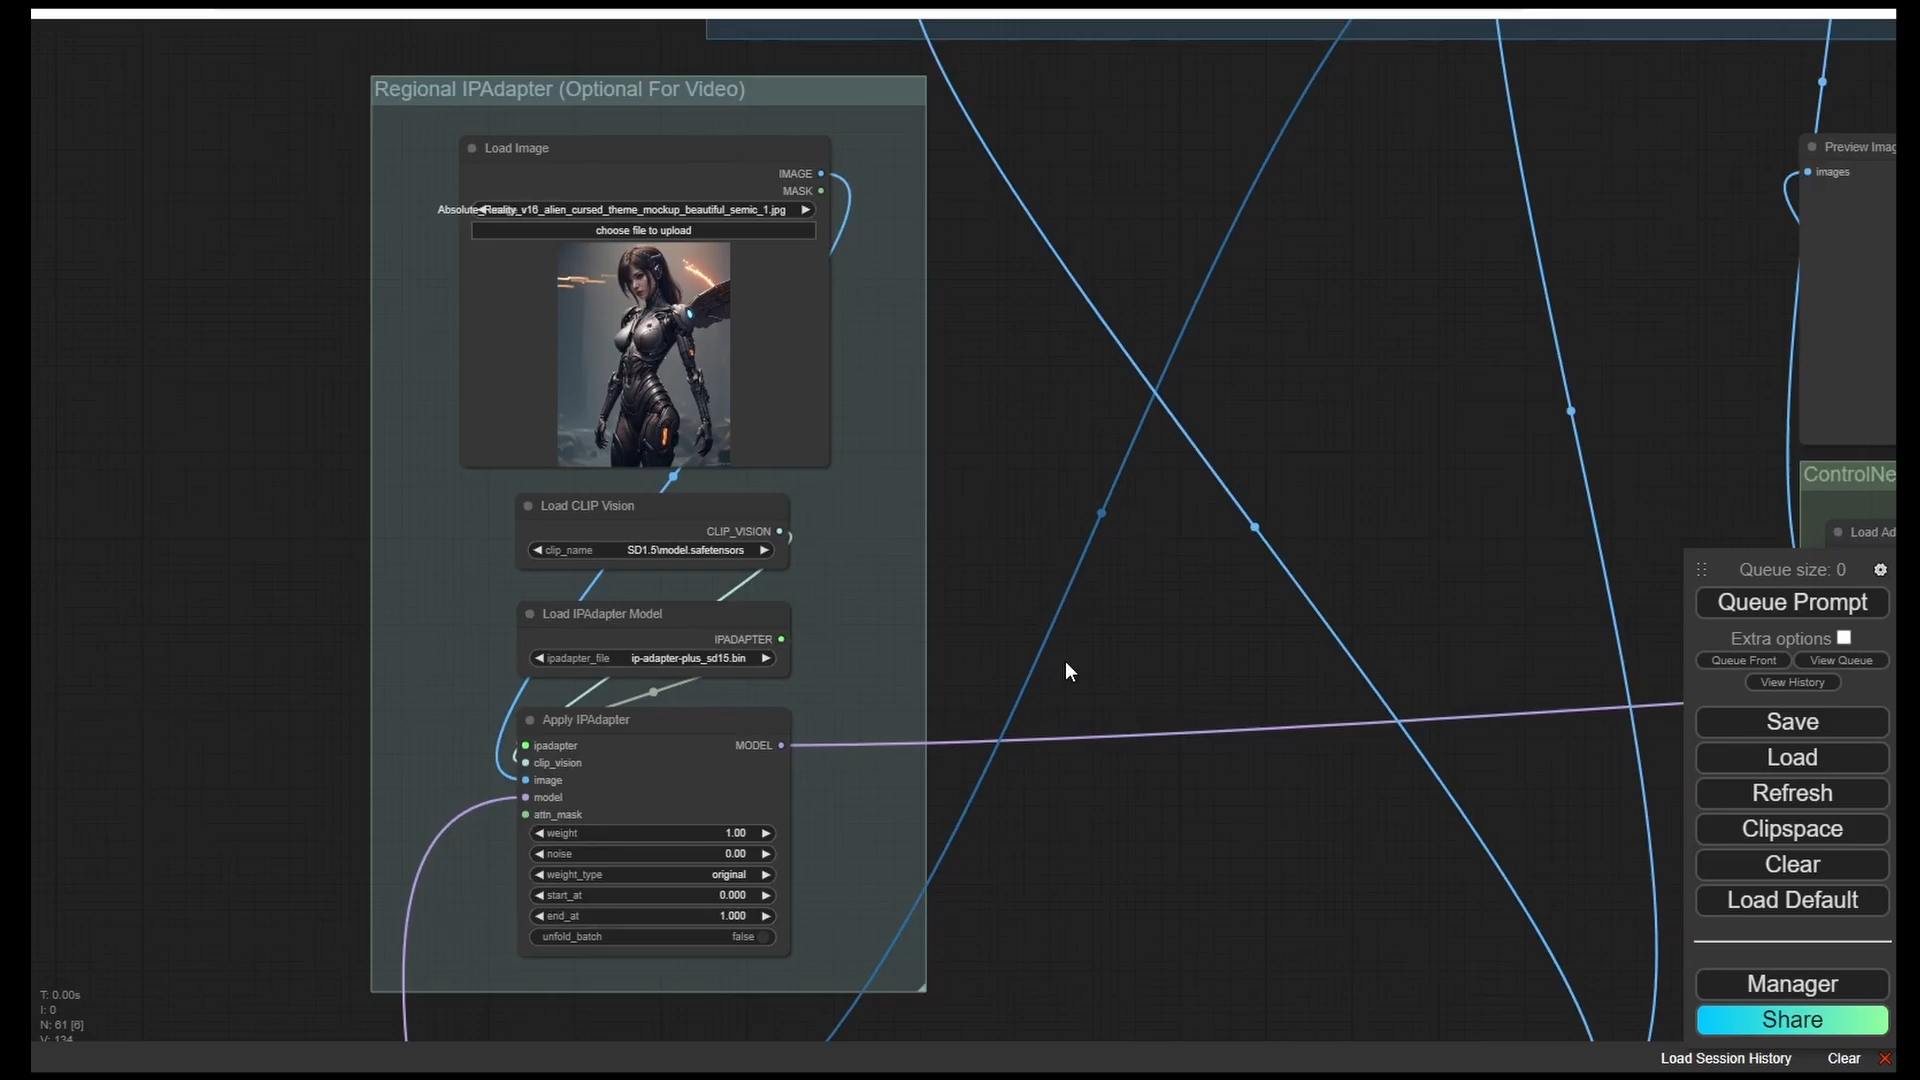 Regional IPAdapter (Optional For Video)
Load Image
IMAGE
MASK
Absolute_Reality_v16_alien_cursed_theme_mockup_beautiful_semic_1.jpg
choose file to upload
Load CLIP Vision
CLIP_VISION
clip_name SD1.5\model.safetensors
Load IPAdapter Model
IPADAPTER
ipadapter_file ip-adapter-plus_sd15.bin
Apply IPAdapter
ipadapter MODEL
clip_vision
image
model
attn_mask
weight 1.00
noise 0.00
weight_type original
start_at 0.000
end_at 1.000
unfold_batch false
T: 0.00s
I: 0
N: 61 [6]
V: 134
Preview Imag
images
ControlNe
Load Ad
Queue size: 0
Queue Prompt
Extra options
Queue Front View Queue
View History
Save
Load
Refresh
Clipspace
Clear
Load Default
Manager
Share
Load Session History Clear